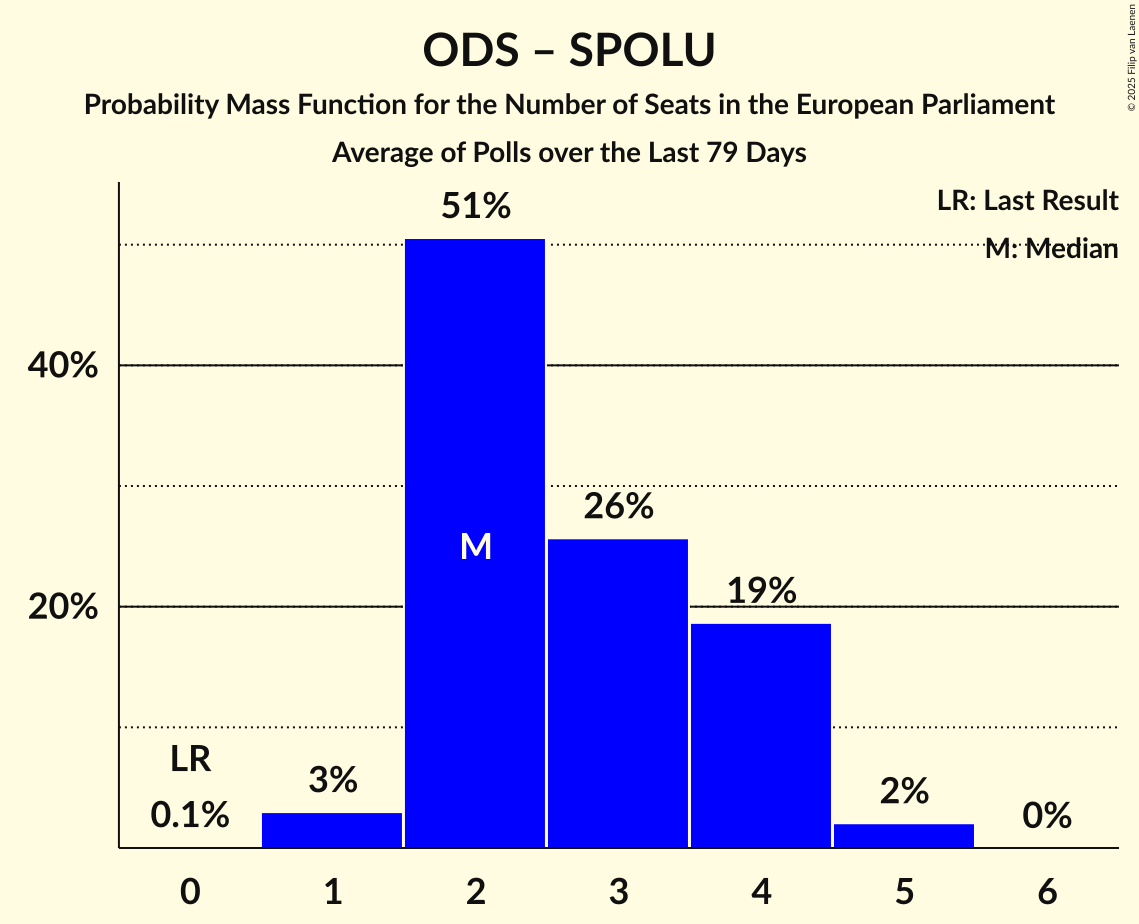 ODS – SPOLU
Probability Mass Function for the Number of Seats in the European Parliament
Average of Polls over the Last 79 Days
© 2025 Filip van Laenen
LR: Last Result
M: Median
51%
40%
26%
M
19%
20%
LR
3%
2%
0.1%
0%
0 1 2 3 4 5 6